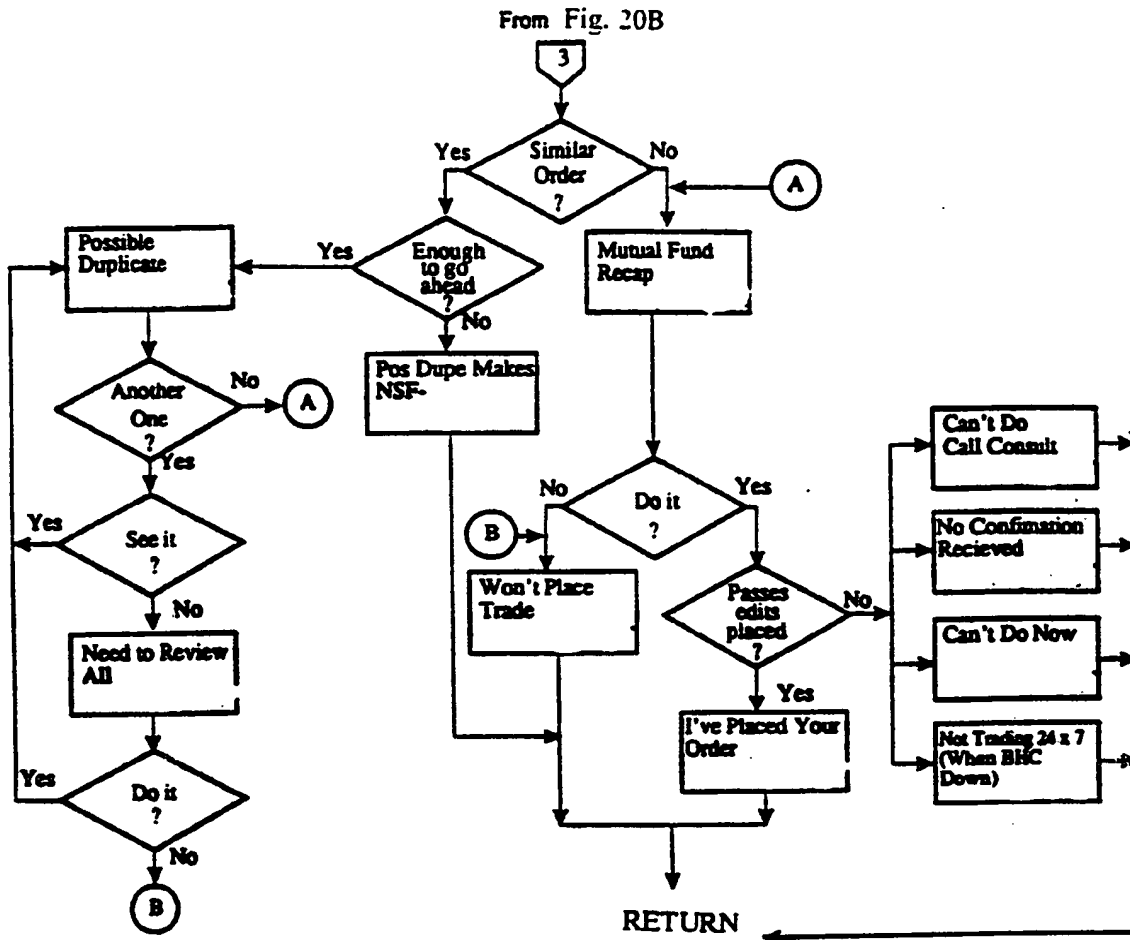 From Fig. 20B
3
Yes
Similar
Order
?
No
A
Possible
Duplicate
Yes
Enough
to go
ahead
?
No
Mutual Fund
Recap
Another
One
?
No
A
Yes
Pos Dupe Makes
NSF-
Yes
See it
?
No
No
Do it
?
Yes
B
Can't Do
Call Consult
No Confimation
Recieved
Need to Review
All
Won't Place
Trade
Passes
edits
placed
?
No
Can't Do Now
Yes
Yes
Do it
?
No
I've Placed Your
Order
Not Trading 24 x 7
(When BHC
Down)
B
RETURN